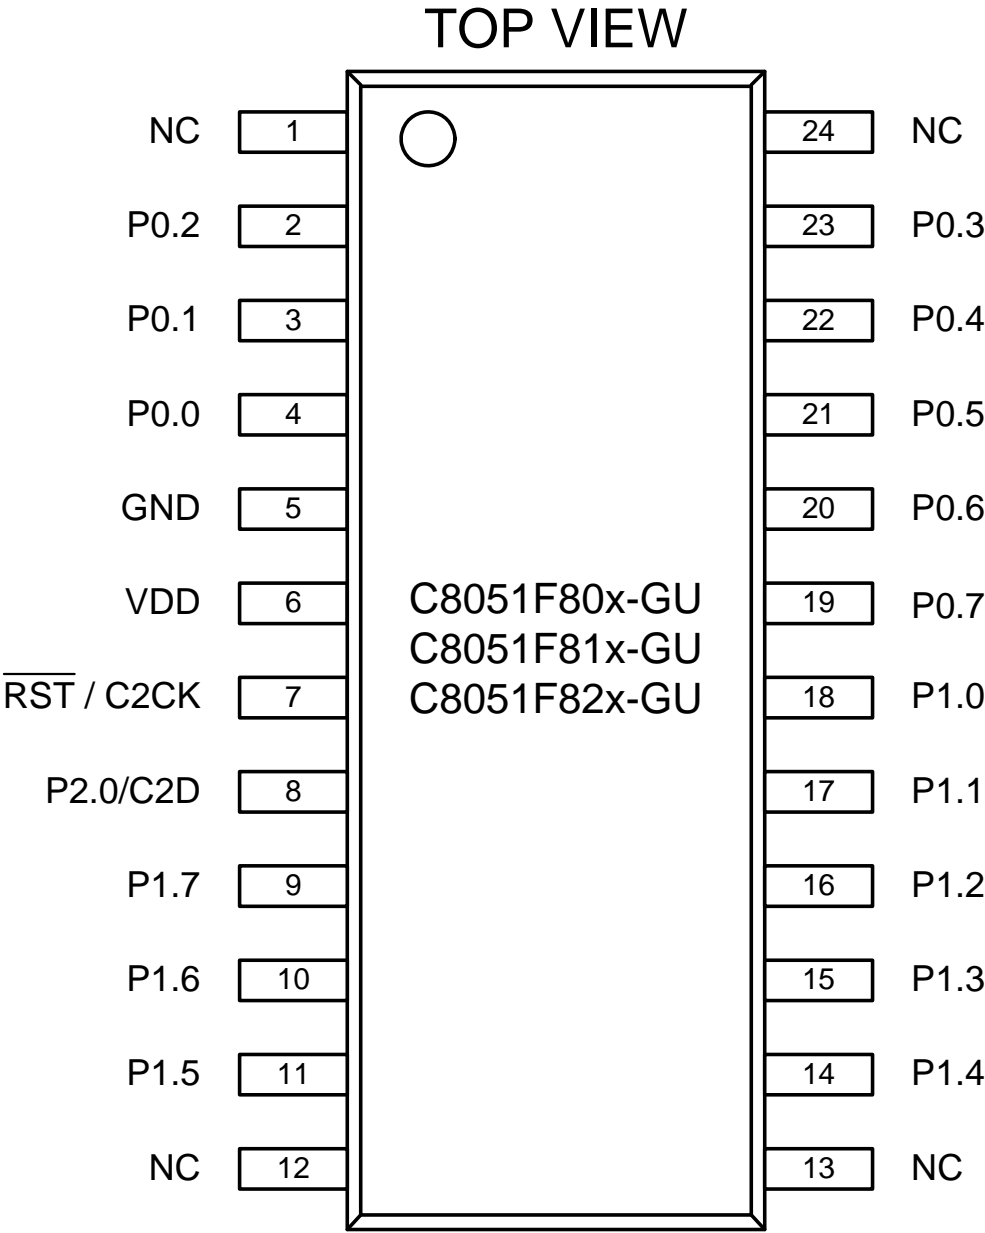 TOP VIEW
NC 1 24 NC
P0.2 2 23 P0.3
P0.1 3 22 P0.4
P0.0 4 21 P0.5
GND 5 20 P0.6
VDD 6 C8051F80x-GU 19 P0.7
C8051F81x-GU
RST / C2CK 7 C8051F82x-GU 18 P1.0
P2.0/C2D 8 17 P1.1
P1.7 9 16 P1.2
P1.6 10 15 P1.3
P1.5 11 14 P1.4
NC 12 13 NC